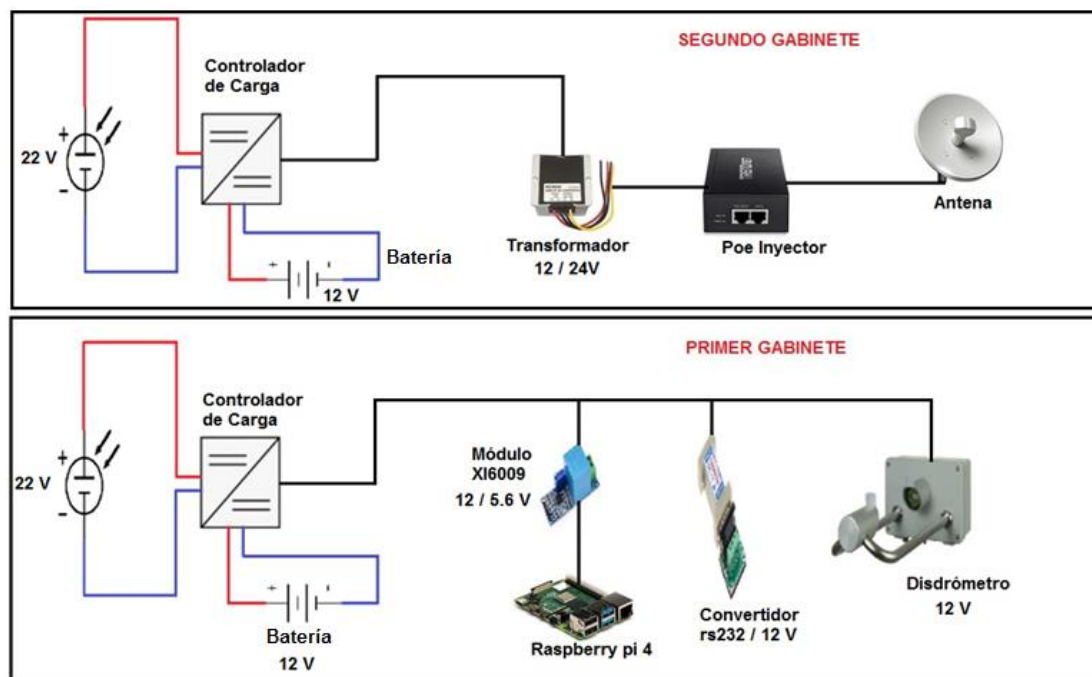 SEGUNDO GABINETE
Controlador
de Carga
+
22 V
-
Transformador
12 / 24V
Poe Inyector
Antena
Batería
+
-
12 V
PRIMER GABINETE
Controlador
de Carga
+
22 V
-
Módulo
Xl6009
12 / 5.6 V
Raspberry pi 4
Convertidor
rs232 / 12 V
Disdrómetro
12 V
+
-
Batería
12 V